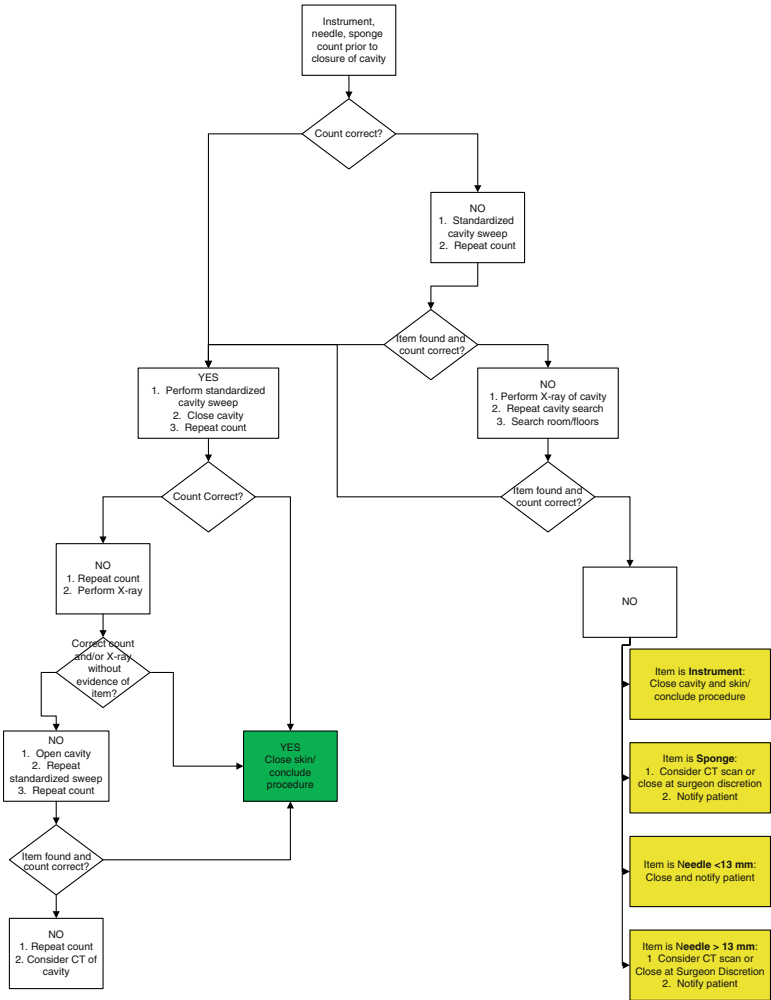 Instrument,
needle, sponge
count prior to
closure of cavity
Count correct?
NO
1. Standardized
cavity sweep
2. Repeat count
Item found and
count correct?
YES
1. Perform standardized
cavity sweep
2. Close cavity
3. Repeat count
NO
1. Perform X-ray of cavity
2. Repeat cavity search
3. Search room/floors
Count Correct?
Item found and
count correct?
NO
1. Repeat count
2. Perform X-ray
NO
Correct count
and/or X-ray
without
evidence of
item?
Item is Instrument:
Close cavity and skin/
conclude procedure
NO
1. Open cavity
2. Repeat
standardized sweep
3. Repeat count
YES
Close skin/
conclude
procedure
Item is Sponge:
1. Consider CT scan or
close at surgeon discretion
2. Notify patient
Item found and
count correct?
Item is Needle <13 mm:
Close and notify patient
NO
1. Repeat count
2. Consider CT of
cavity
Item is Needle > 13 mm:
1 Consider CT scan or
Close at Surgeon Discretion
2. Notify patient